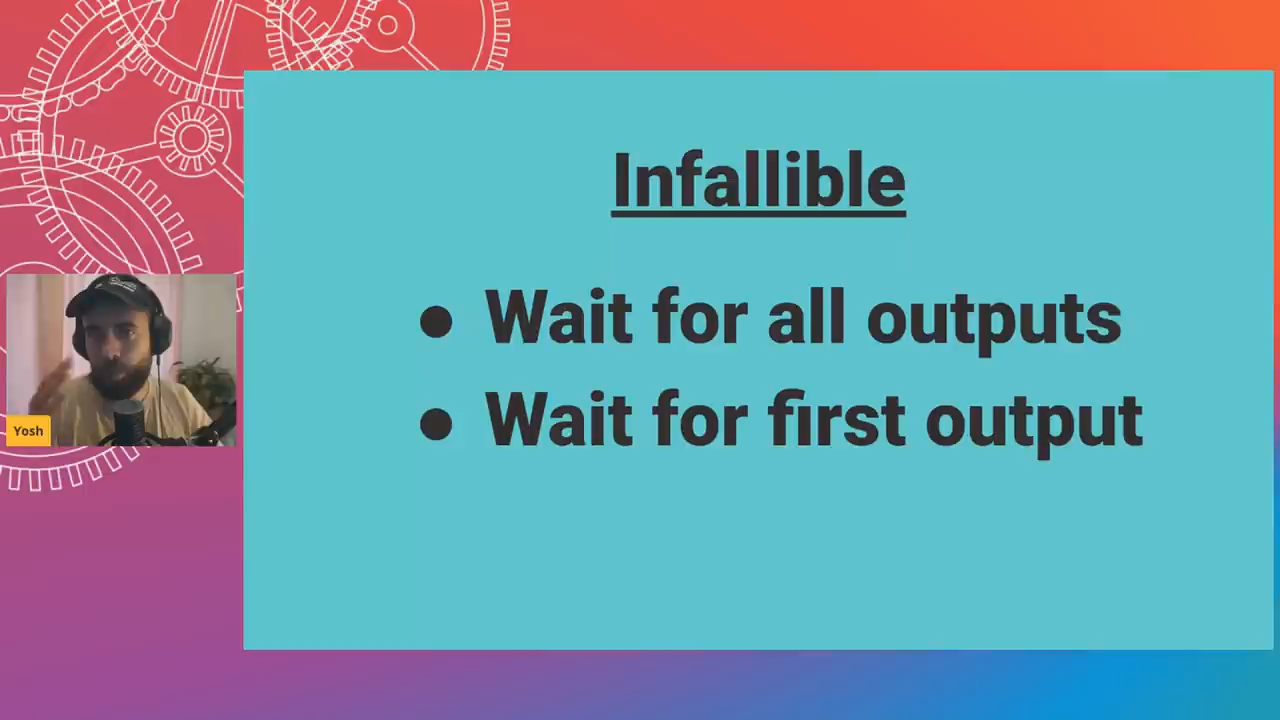 Infallible
● Wait for all outputs
● Wait for first output
Yosh